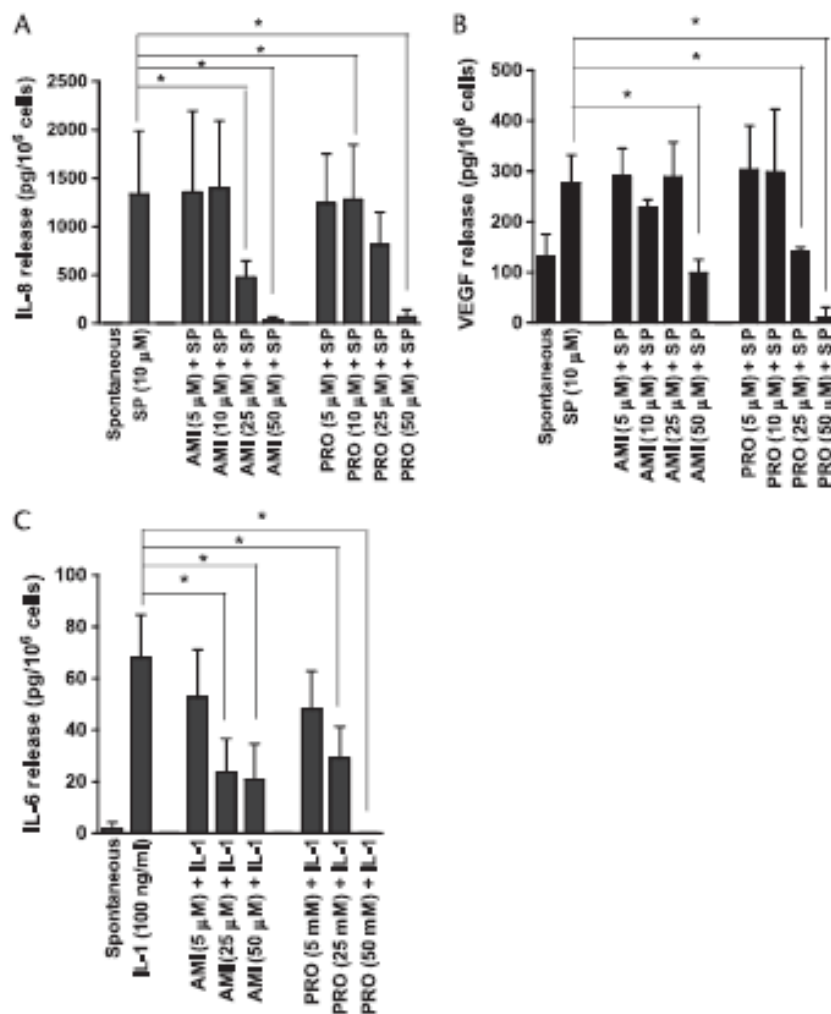 A
*
*
*
*
IL-8 release (pg/10⁶ cells)
2500
2000
1500
1000
500
0
Spontaneous
SP (10 µM)
AMI (5 µM) + SP
AMI (10 µM) + SP
AMI (25 µM) + SP
AMI (50 µM) + SP
PRO (5 µM) + SP
PRO (10 µM) + SP
PRO (25 µM) + SP
PRO (50 µM) + SP
B
*
*
*
VEGF release (pg/10⁶ cells)
500
400
300
200
100
0
Spontaneous
SP (10 µM)
AMI (5 µM) + SP
AMI (10 µM) + SP
AMI (25 µM) + SP
AMI (50 µM) + SP
PRO (5 µM) + SP
PRO (10 µM) + SP
PRO (25 µM) + SP
PRO (50 µM) + SP
C
*
*
*
*
IL-6 release (pg/10⁶ cells)
100
80
60
40
20
0
Spontaneous
IL-1 (100 ng/ml)
AMI (5 µM) + IL-1
AMI (25 µM) + IL-1
AMI (50 µM) + IL-1
PRO (5 mM) + IL-1
PRO (25 mM) + IL-1
PRO (50 mM) + IL-1